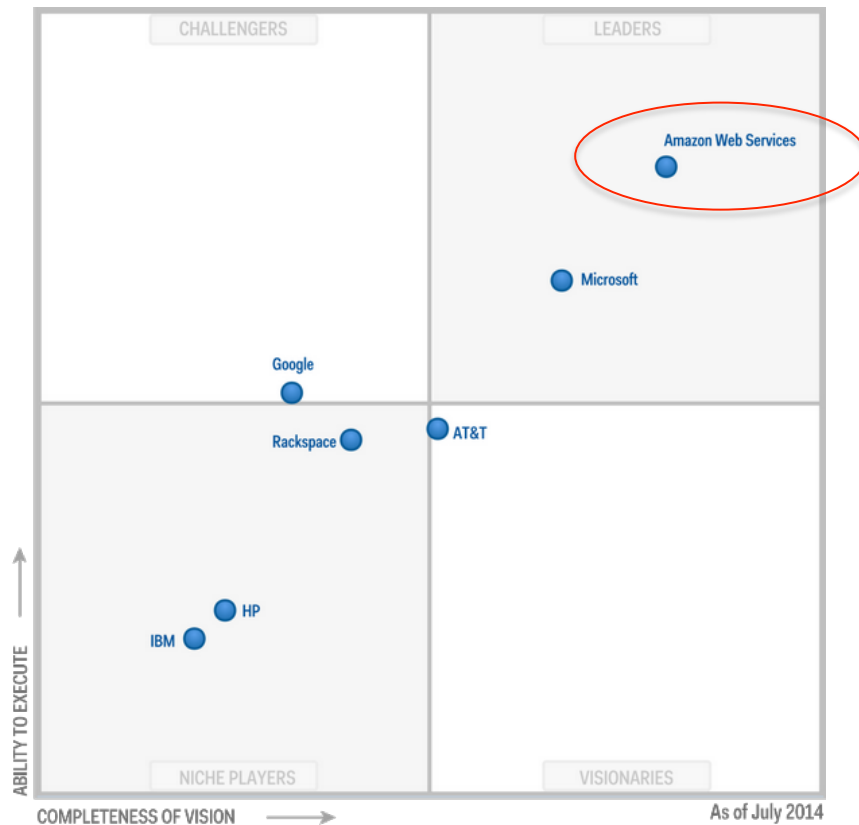 CHALLENGERS
LEADERS
Amazon Web Services
Microsoft
Google
Rackspace
AT&T
HP
IBM
ABILITY TO EXECUTE
NICHE PLAYERS
VISIONARIES
COMPLETENESS OF VISION
As of July 2014